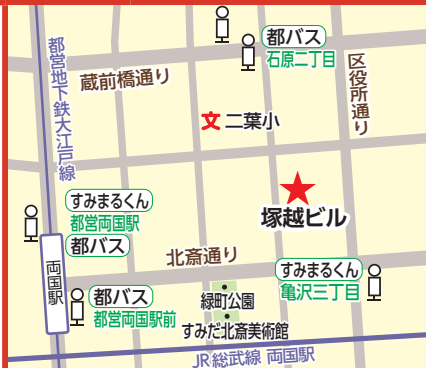 都バス
石原二丁目
都営地下鉄大江戸線
蔵前橋通り
区役所通り
文 二葉小
すみまるくん
都営両国駅
都バス
塚越ビル
北斎通り
両国駅
すみまるくん
亀沢三丁目
都バス
都営両国駅前
緑町公園
すみだ北斎美術館
JR総武線 両国駅